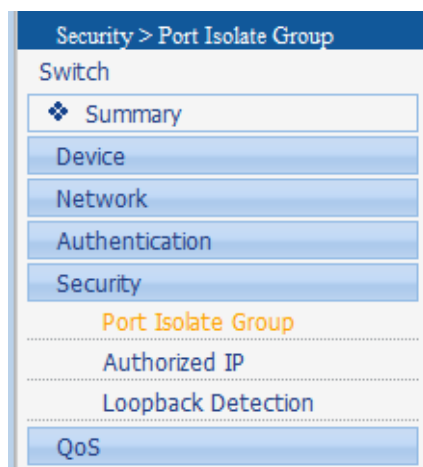 Security > Port Isolate Group
Switch
Summary
Device
Network
Authentication
Security
Port Isolate Group
Authorized IP
Loopback Detection
QoS